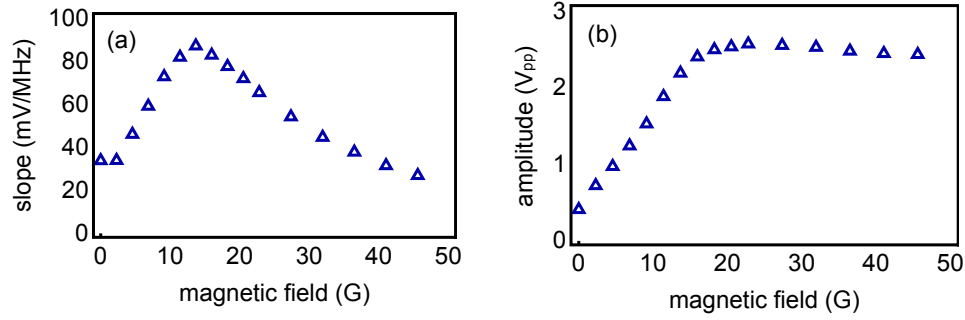 (a)
slope (mV/MHz)
100
80
60
40
20
0
0 10 20 30 40 50
magnetic field (G)
(b)
amplitude (Vpp)
3
2
1
0
0 10 20 30 40 50
magnetic field (G)